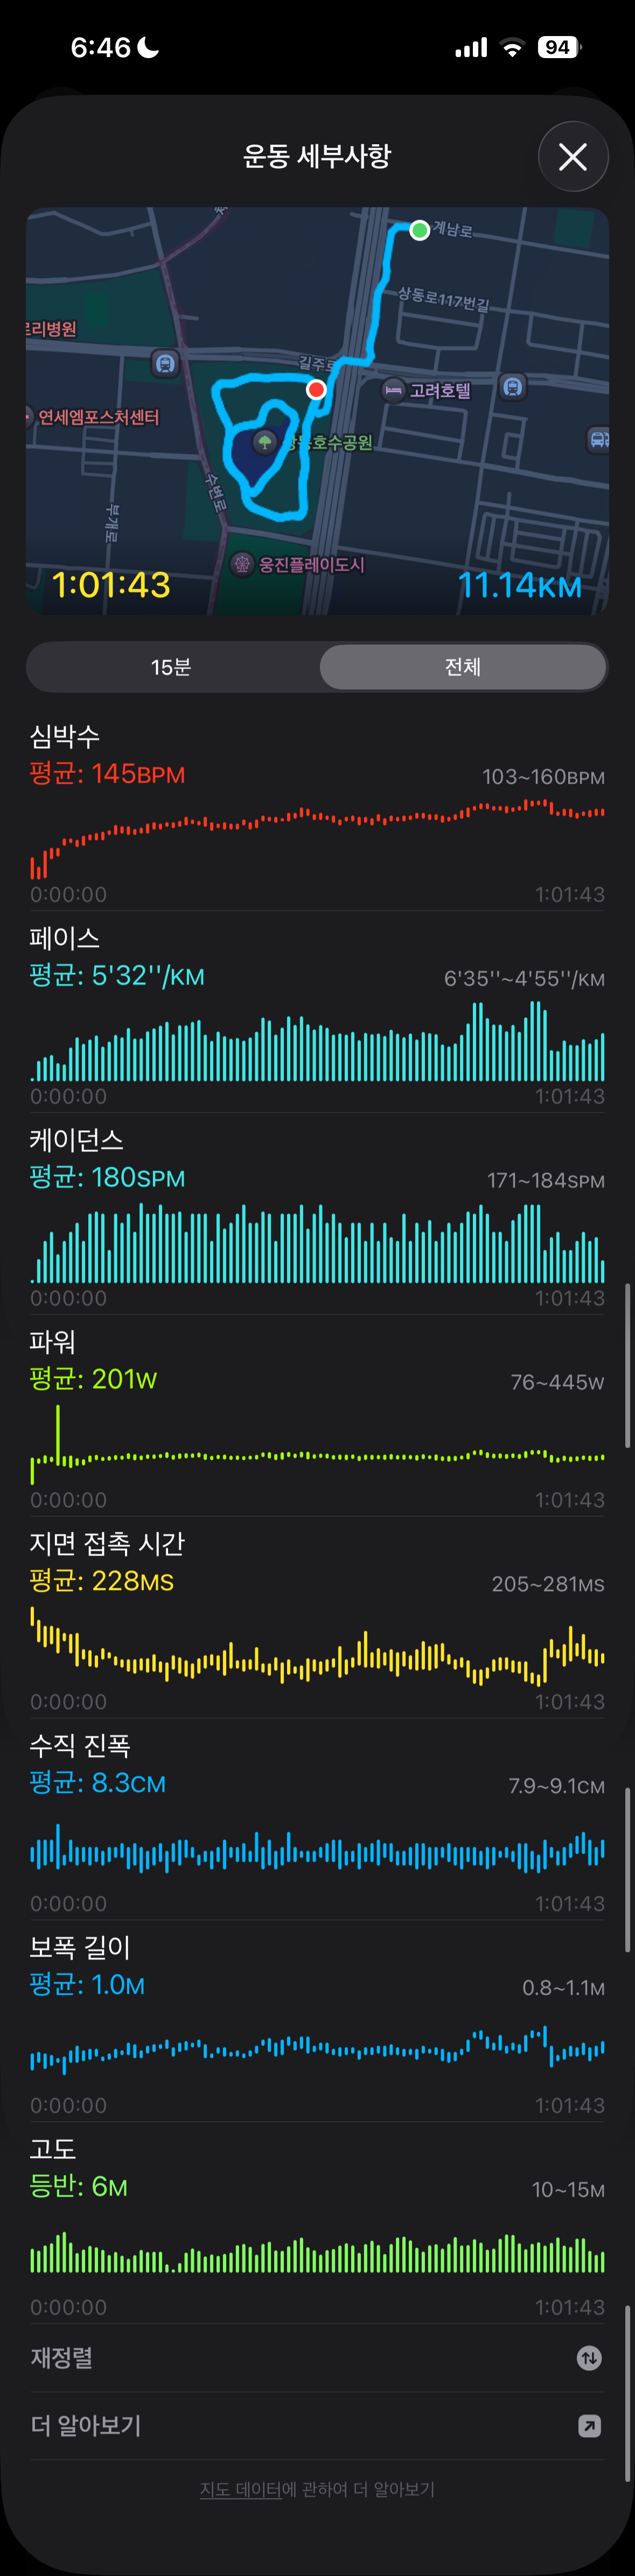 6:46
94
운동 세부사항
계남로
상동로117번길
리병원
길주로
고려호텔
연세엠포스처센터
상동호수공원
수변로
부개로
웅진플레이도시
1:01:43
11.14KM
15분
전체
심박수
평균: 145BPM
103~160BPM
0:00:00
1:01:43
페이스
평균: 5'32''/KM
6'35''~4'55''/KM
0:00:00
1:01:43
케이던스
평균: 180SPM
171~184SPM
0:00:00
1:01:43
파워
평균: 201W
76~445W
0:00:00
1:01:43
지면 접촉 시간
평균: 228MS
205~281MS
0:00:00
1:01:43
수직 진폭
평균: 8.3CM
7.9~9.1CM
0:00:00
1:01:43
보폭 길이
평균: 1.0M
0.8~1.1M
0:00:00
1:01:43
고도
등반: 6M
10~15M
0:00:00
1:01:43
재정렬
더 알아보기
지도 데이터에 관하여 더 알아보기